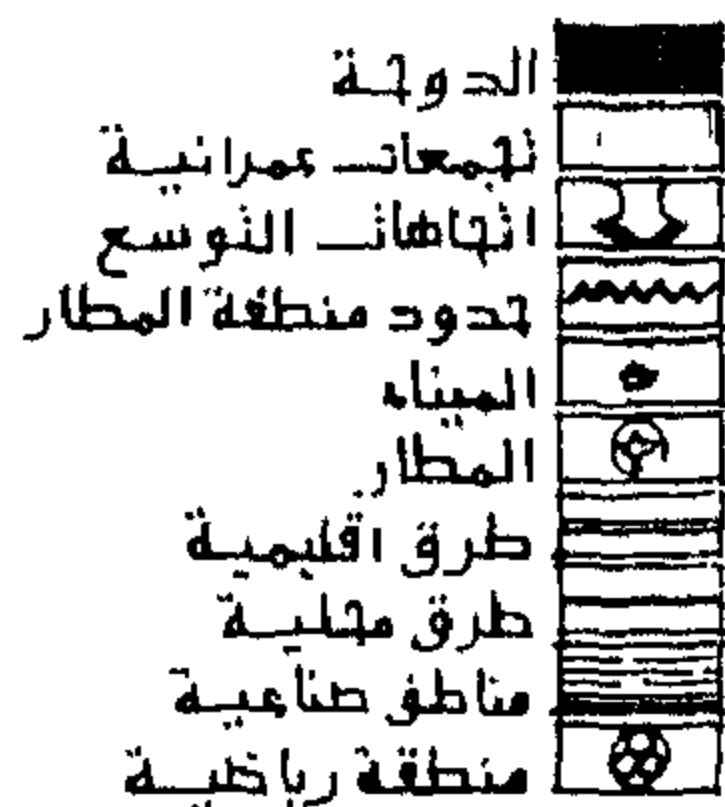 الدوحة
تجمعات عمرانية
اتجاهات التوسع
حدود منطقة المطار
الميناء
المطار
طرق اقليمية
طرق محلية
مناطق صناعية
منطقة رياضية